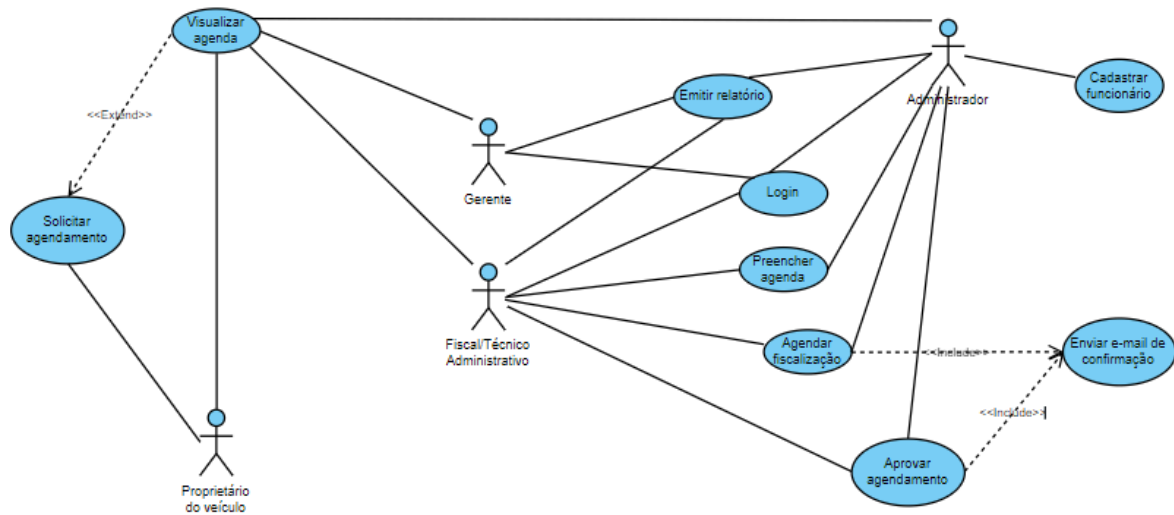 Visualizar
agenda
<<Extend>>
Solicitar
agendamento
Gerente
Emitir relatório
Administrador
Cadastrar
funcionário
Login
Preencher
agenda
Fiscal/Técnico
Administrativo
Agendar
fiscalização
<<Include>>
Enviar e-mail de
confirmação
<<Include>>
Aprovar
agendamento
Proprietário
do veículo